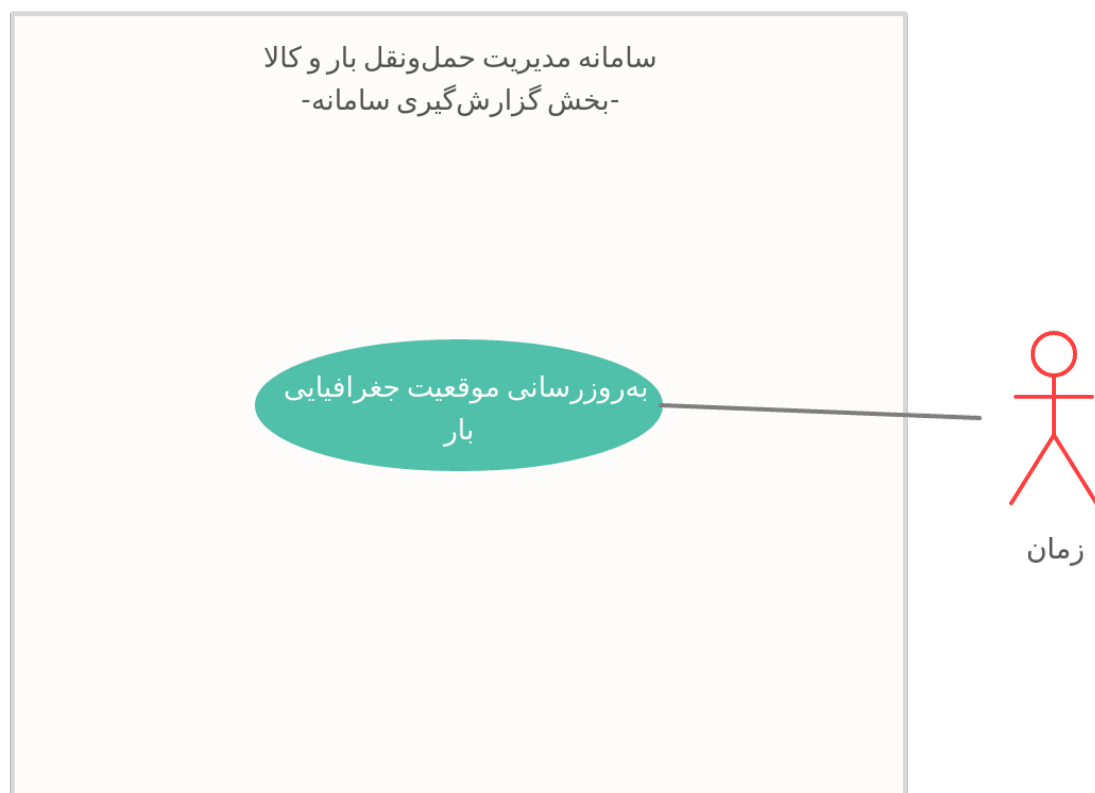 سامانه مدیریت حمل‌ونقل بار و کالا
-بخش گزارش‌گیری سامانه-
به‌روزرسانی موقعیت جغرافیایی
بار
زمان